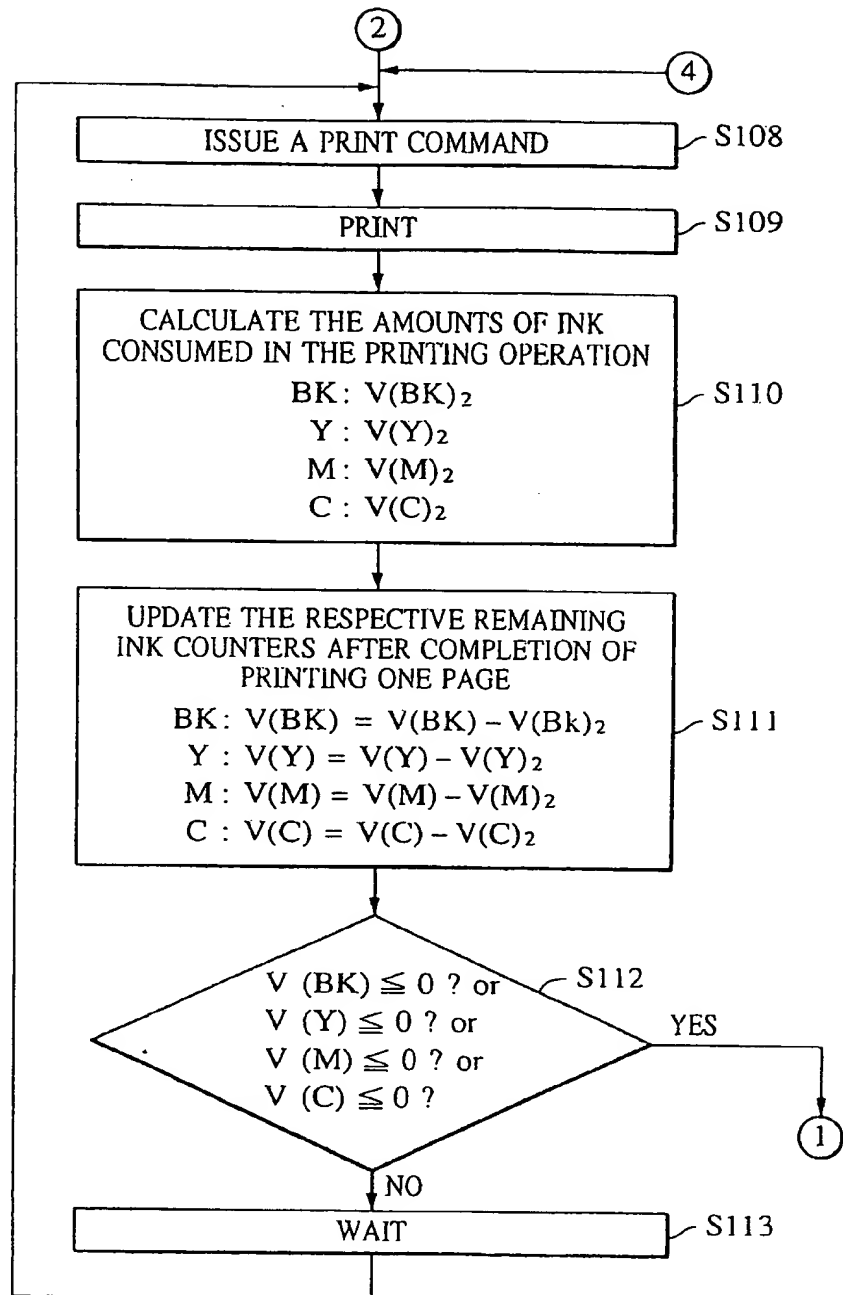 2
4
ISSUE A PRINT COMMAND
S108
PRINT
S109
CALCULATE THE AMOUNTS OF INK
CONSUMED IN THE PRINTING OPERATION
BK: V(BK)₂
Y: V(Y)₂
M: V(M)₂
C: V(C)₂
S110
UPDATE THE RESPECTIVE REMAINING
INK COUNTERS AFTER COMPLETION OF
PRINTING ONE PAGE
BK: V(BK) = V(BK) – V(Bk)₂
Y: V(Y) = V(Y) – V(Y)₂
M: V(M) = V(M) – V(M)₂
C: V(C) = V(C) – V(C)₂
S111
V (BK) ≦ 0 ? or
V (Y) ≦ 0 ? or
V (M) ≦ 0 ? or
V (C) ≦ 0 ?
S112
YES
1
NO
WAIT
S113